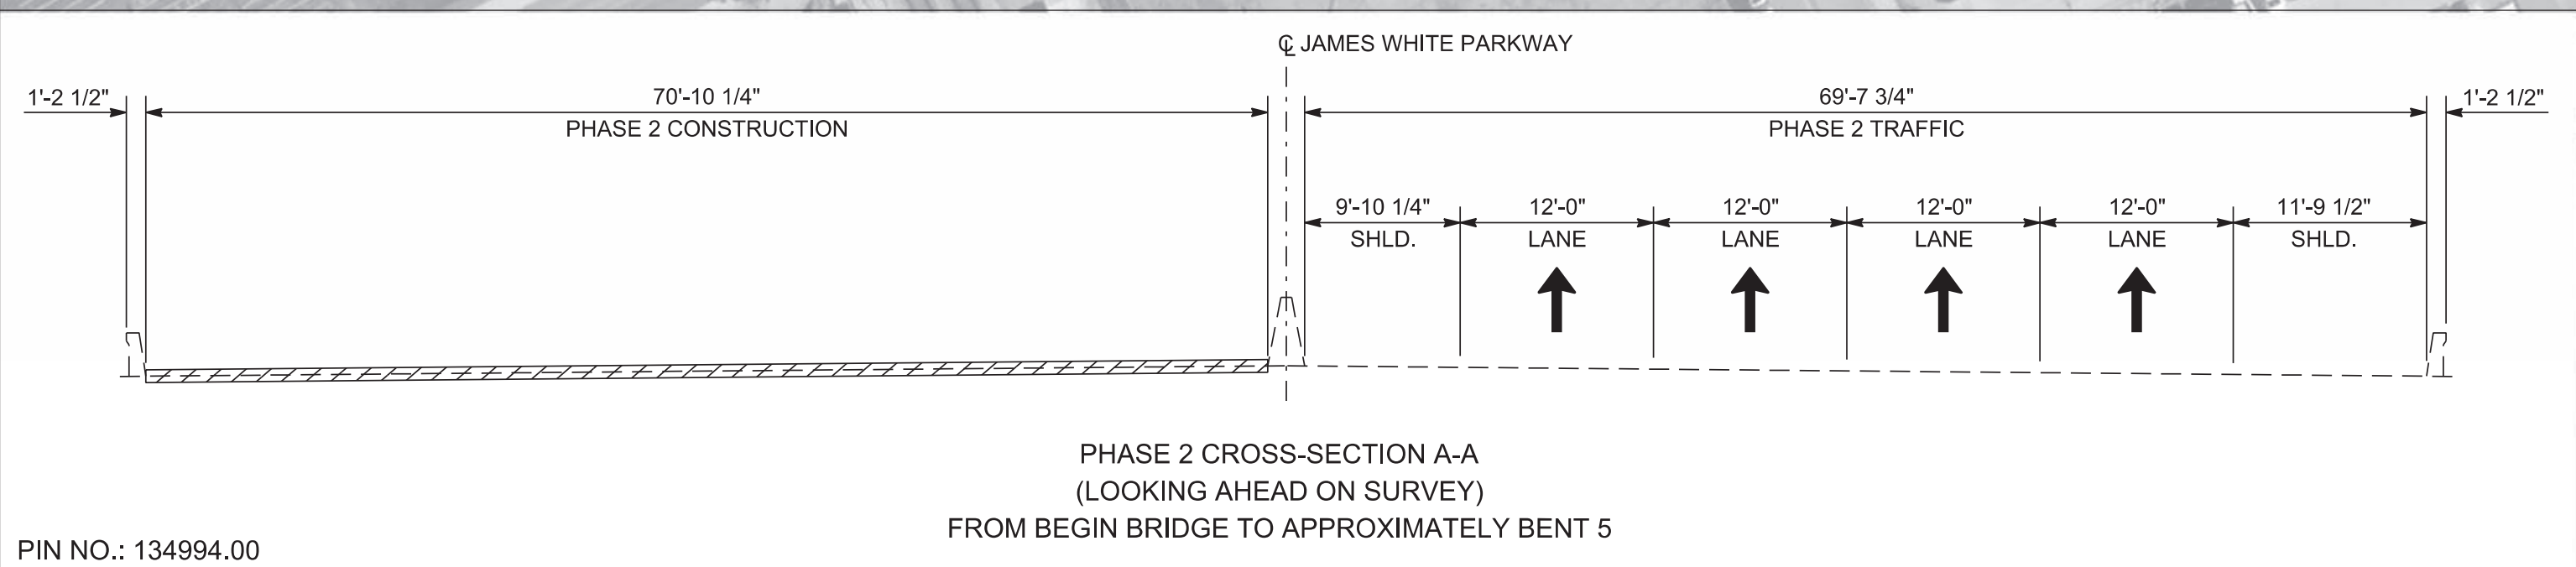 ℄ JAMES WHITE PARKWAY
1'-2 1/2"
70'-10 1/4"
69'-7 3/4"
1'-2 1/2"
PHASE 2 CONSTRUCTION
PHASE 2 TRAFFIC
9'-10 1/4"
12'-0"
12'-0"
12'-0"
12'-0"
11'-9 1/2"
SHLD.
LANE
LANE
LANE
LANE
SHLD.
PHASE 2 CROSS-SECTION A-A
(LOOKING AHEAD ON SURVEY)
FROM BEGIN BRIDGE TO APPROXIMATELY BENT 5
PIN NO.: 134994.00